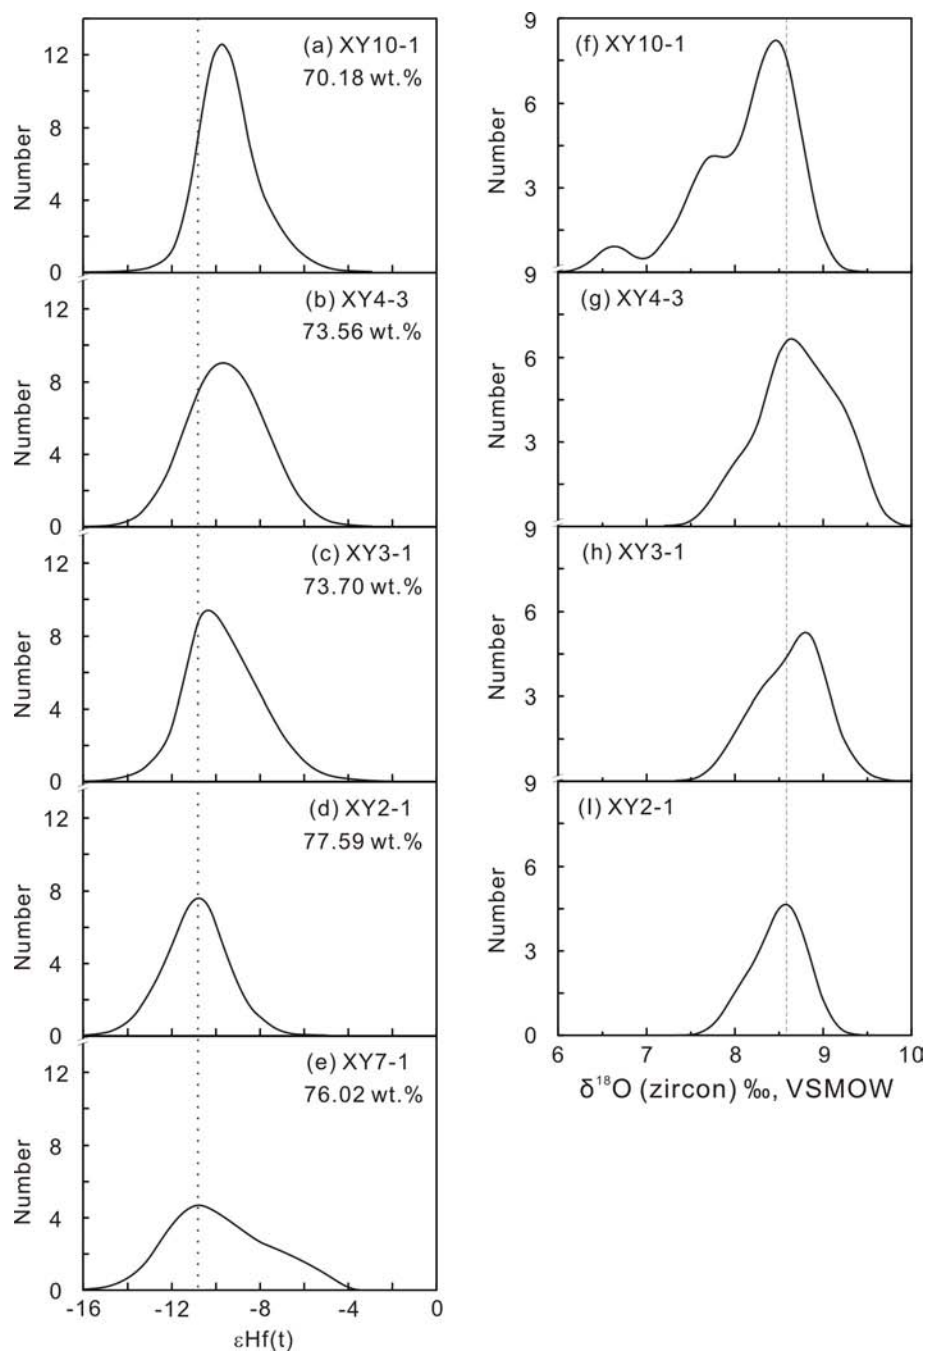 (a) XY10-1
70.18 wt.%
Number
12
8
4
0
(b) XY4-3
73.56 wt.%
Number
12
8
4
0
(c) XY3-1
73.70 wt.%
Number
12
8
4
0
(d) XY2-1
77.59 wt.%
Number
12
8
4
0
(e) XY7-1
76.02 wt.%
Number
12
8
4
0
-16 -12 -8 -4 0
εHf(t)
(f) XY10-1
Number
9
6
3
9
(g) XY4-3
Number
6
3
9
(h) XY3-1
Number
6
3
9
(I) XY2-1
Number
6
3
0
6 7 8 9 10
δ¹⁸O (zircon) ‰, VSMOW